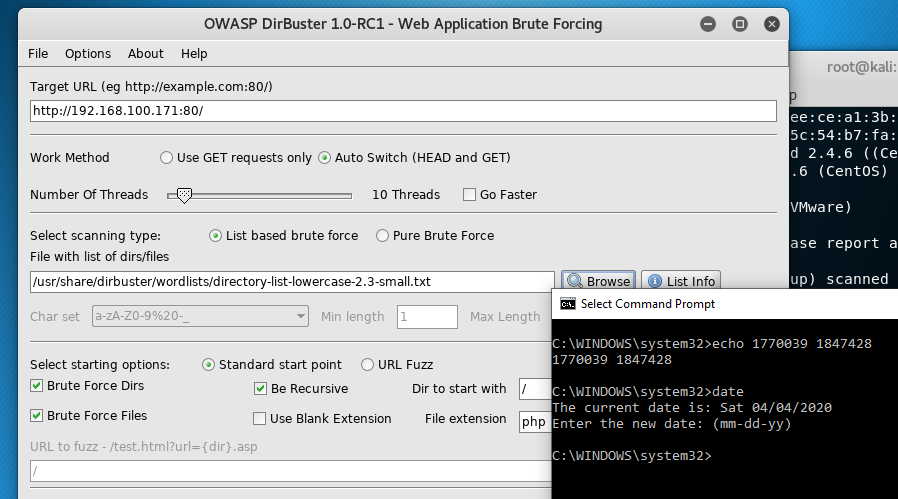 OWASP DirBuster 1.0-RC1 - Web Application Brute Forcing
File Options About Help
Target URL (eg http://example.com:80/)
http://192.168.100.171:80/
Work Method Use GET requests only Auto Switch (HEAD and GET)
Number Of Threads 10 Threads Go Faster
Select scanning type: List based brute force Pure Brute Force
File with list of dirs/files
/usr/share/dirbuster/wordlists/directory-list-lowercase-2.3-small.txt Browse List Info
Char set a-zA-Z0-9%20-_ Min length 1 Max Length
Select starting options: Standard start point URL Fuzz
Brute Force Dirs Be Recursive Dir to start with /
Brute Force Files Use Blank Extension File extension php
URL to fuzz - /test.html?url={dir}.asp
/
root@kali:
p
ee:ce:a1:3b:
5c:54:b7:fa:
d 2.4.6 ((Ce
.6 (CentOS)
VMware)
ase report a
up) scanned
Select Command Prompt
C:\WINDOWS\system32>echo 1770039 1847428
1770039 1847428
C:\WINDOWS\system32>date
The current date is: Sat 04/04/2020
Enter the new date: (mm-dd-yy)
C:\WINDOWS\system32>